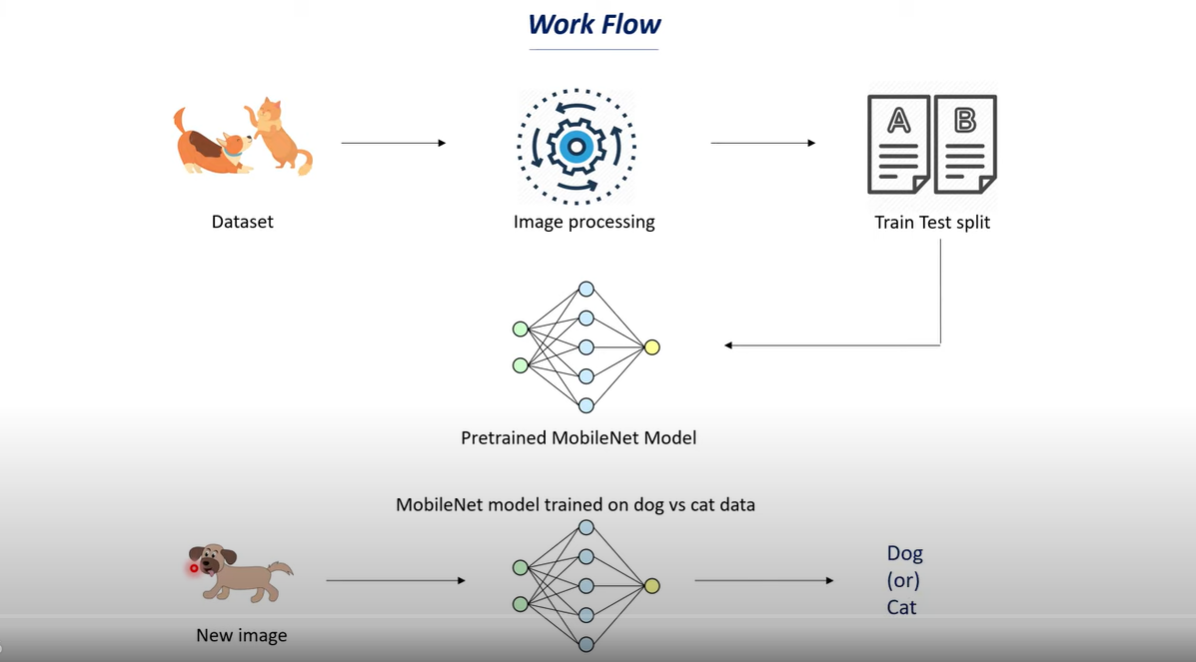 Work Flow
Dataset
Image processing
A B
Train Test split
Pretrained MobileNet Model
MobileNet model trained on dog vs cat data
New image
Dog
(or)
Cat